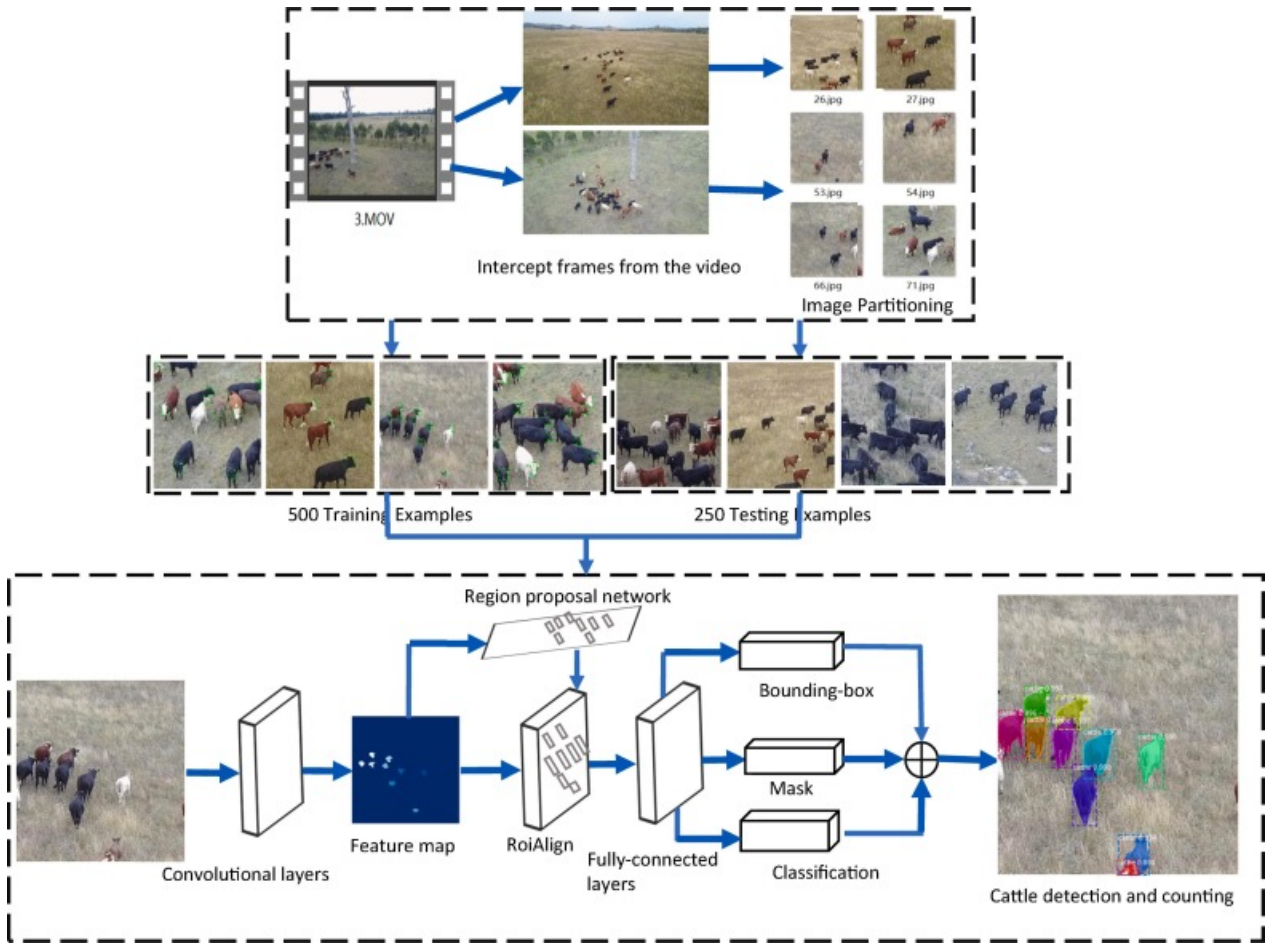 3.MOV
Intercept frames from the video
26.jpg
27.jpg
53.jpg
54.jpg
66.jpg
71.jpg
Image Partitioning
500 Training Examples
250 Testing Examples
Region proposal network
Bounding-box
Mask
Classification
Convolutional layers
Feature map
RoiAlign
Fully-connected
layers
Cattle detection and counting